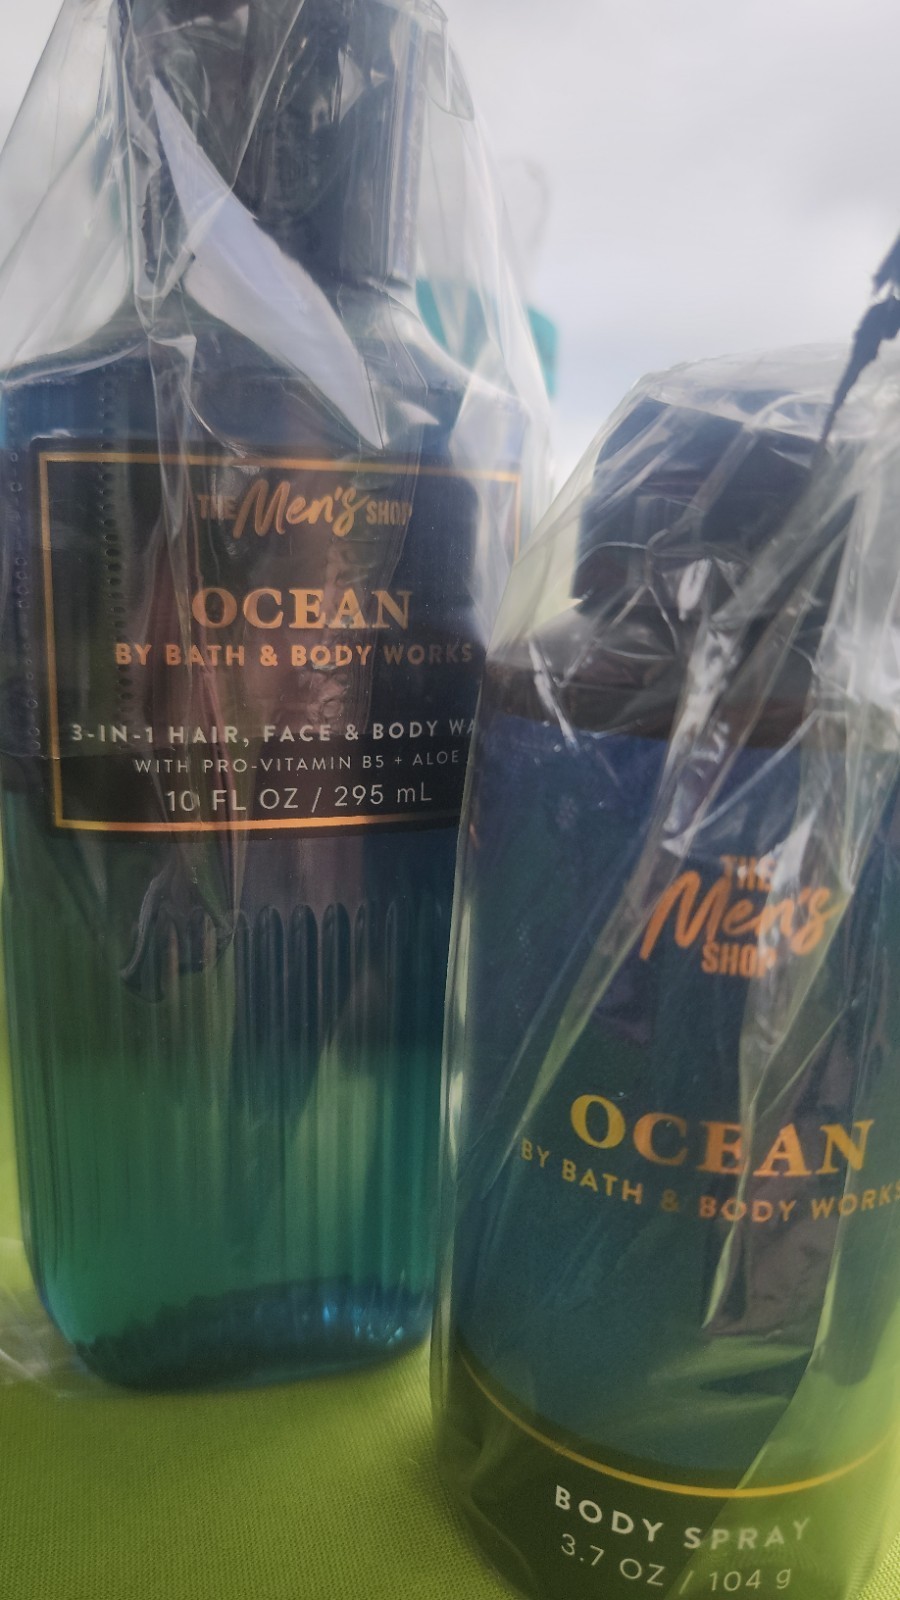 THE Men's SHOP
OCEAN
BY BATH & BODY WORKS
3-IN-1 HAIR, FACE & BODY WA
WITH PRO-VITAMIN B5 + ALOE
10 FL OZ / 295 mL
THE
Men's
SHOP
OCEAN
BY BATH & BODY WORKS
BODY SPRAY
3.7 OZ / 104 g